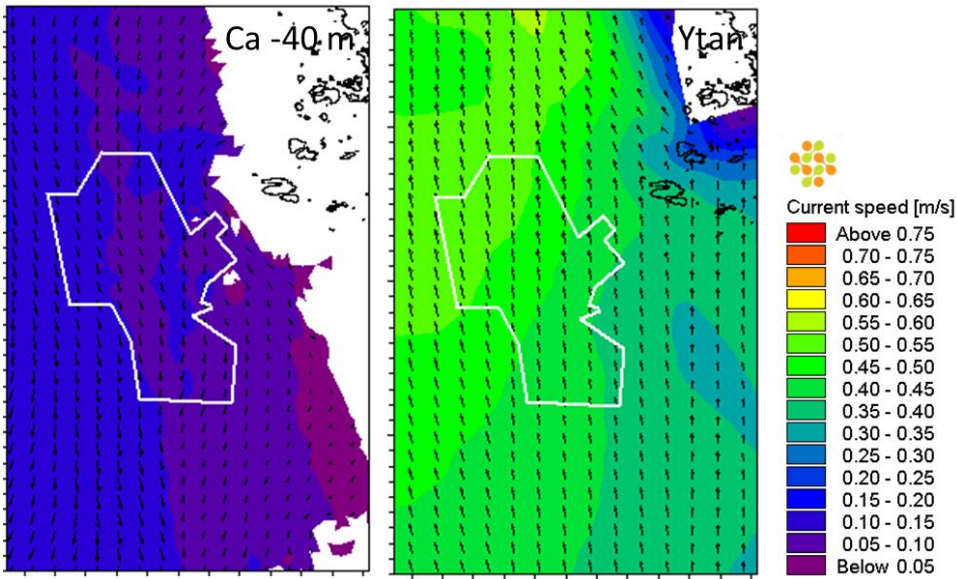 Ca -40 m
Ytan
Current speed [m/s]
Above 0.75
0.70 - 0.75
0.65 - 0.70
0.60 - 0.65
0.55 - 0.60
0.50 - 0.55
0.45 - 0.50
0.40 - 0.45
0.35 - 0.40
0.30 - 0.35
0.25 - 0.30
0.20 - 0.25
0.15 - 0.20
0.10 - 0.15
0.05 - 0.10
Below 0.05